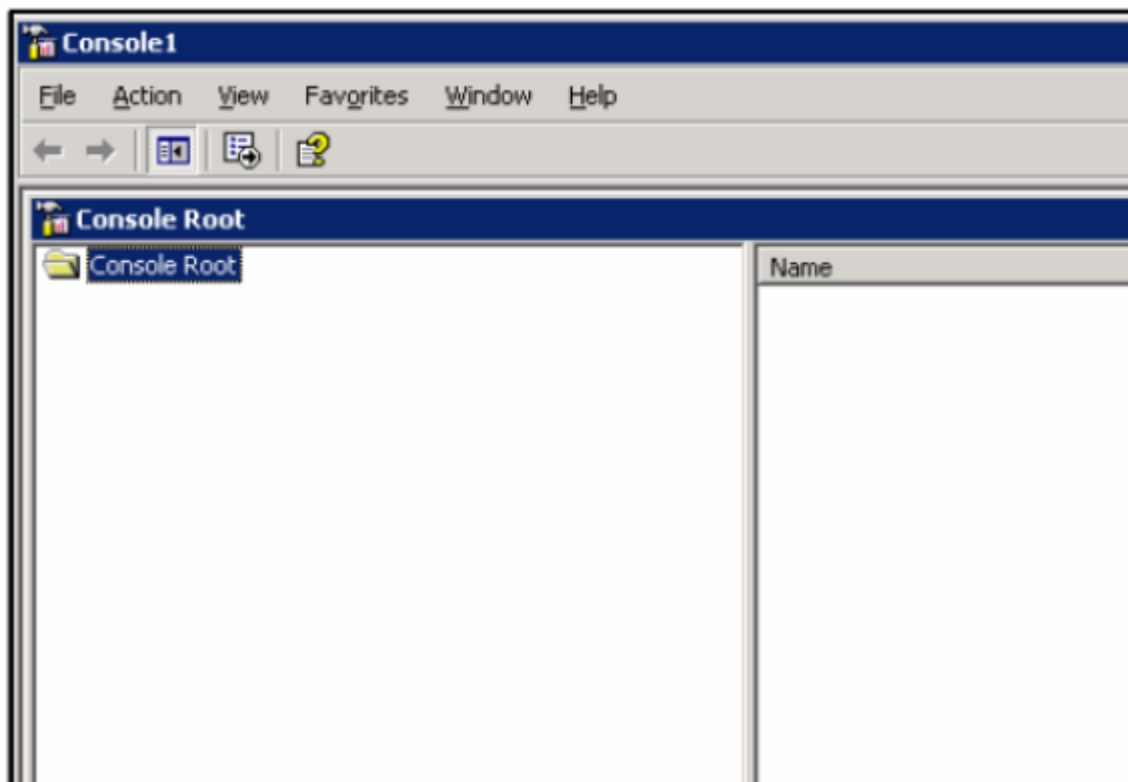 Console1
File Action View Favorites Window Help
Console Root
Console Root
Name